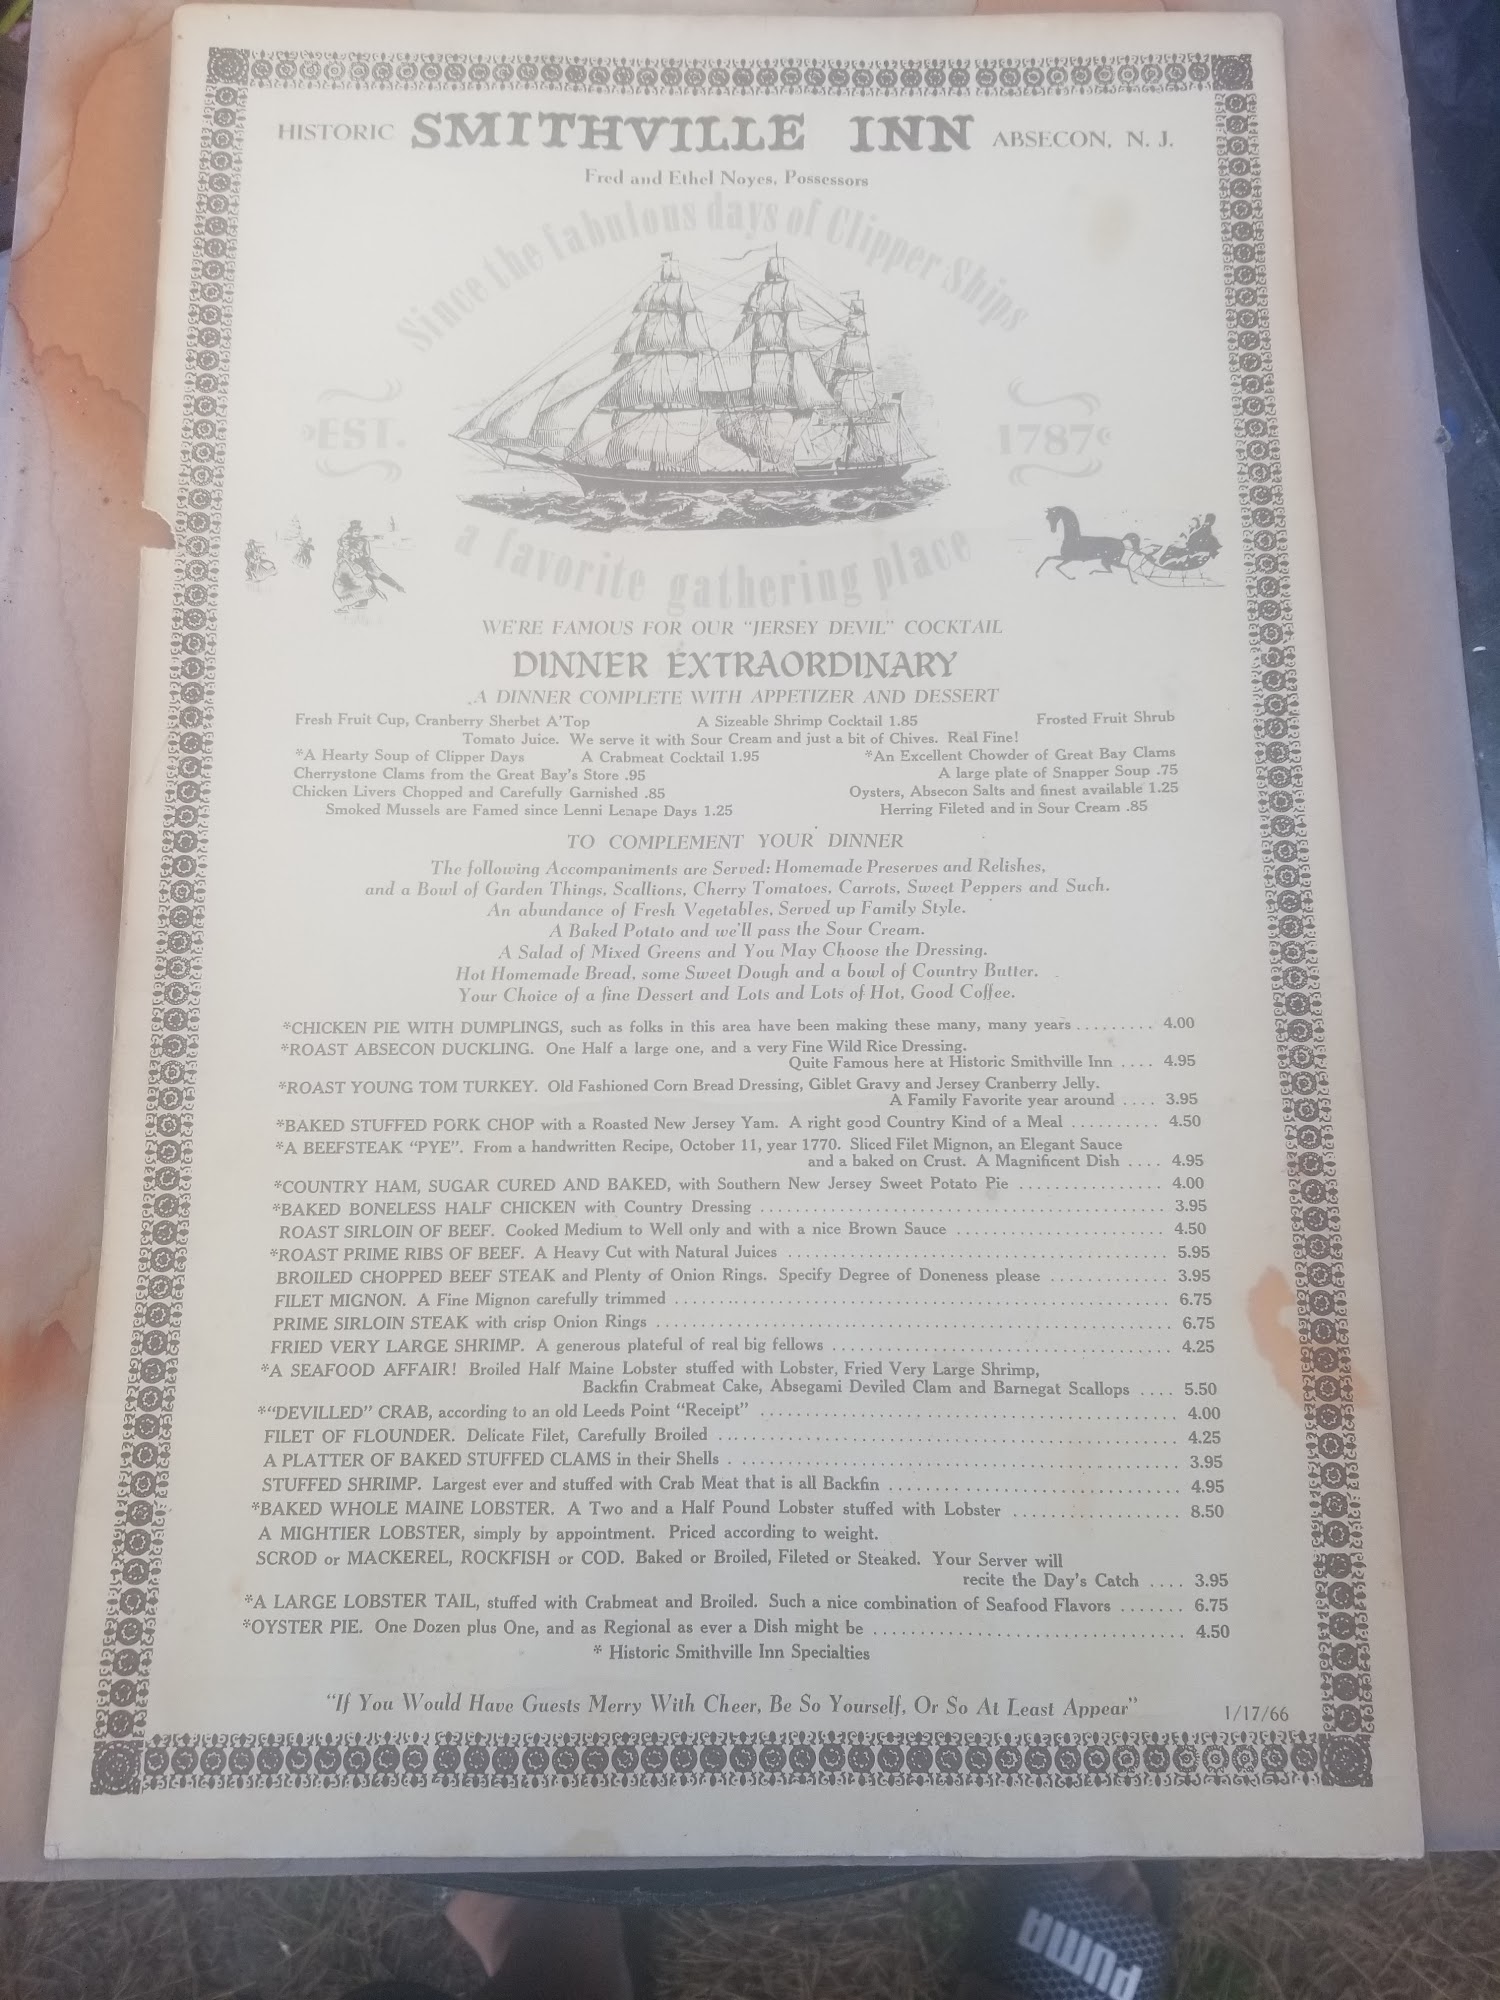 HISTORIC SMITHVILLE INN ABSECON, N. J.
Fred and Ethel Noyes, Possessors
Since the fabulous days of Clipper Ships
EST. 1787
a favorite gathering place
WE'RE FAMOUS FOR OUR "JERSEY DEVIL" COCKTAIL
DINNER EXTRAORDINARY
A DINNER COMPLETE WITH APPETIZER AND DESSERT
Fresh Fruit Cup, Cranberry Sherbet A'Top A Sizeable Shrimp Cocktail 1.85 Frosted Fruit Shrub
Tomato Juice. We serve it with Sour Cream and just a bit of Chives. Real Fine!
*A Hearty Soup of Clipper Days A Crabmeat Cocktail 1.95 *An Excellent Chowder of Great Bay Clams
Cherrystone Clams from the Great Bay's Store .95 A large plate of Snapper Soup .75
Chicken Livers Chopped and Carefully Garnished .85 Oysters, Absecon Salts and finest available 1.25
Smoked Mussels are Famed since Lenni Lenape Days 1.25 Herring Fileted and in Sour Cream .85
TO COMPLEMENT YOUR DINNER
The following Accompaniments are Served: Homemade Preserves and Relishes,
and a Bowl of Garden Things, Scallions, Cherry Tomatoes, Carrots, Sweet Peppers and Such.
An abundance of Fresh Vegetables, Served up Family Style.
A Baked Potato and we'll pass the Sour Cream.
A Salad of Mixed Greens and You May Choose the Dressing.
Hot Homemade Bread, some Sweet Dough and a bowl of Country Butter.
Your Choice of a fine Dessert and Lots and Lots of Hot, Good Coffee.
*CHICKEN PIE WITH DUMPLINGS, such as folks in this area have been making these many, many years ......... 4.00
*ROAST ABSECON DUCKLING. One Half a large one, and a very Fine Wild Rice Dressing.
Quite Famous here at Historic Smithville Inn .... 4.95
*ROAST YOUNG TOM TURKEY. Old Fashioned Corn Bread Dressing, Giblet Gravy and Jersey Cranberry Jelly.
A Family Favorite year around .... 3.95
*BAKED STUFFED PORK CHOP with a Roasted New Jersey Yam. A right good Country Kind of a Meal .......... 4.50
*A BEEFSTEAK "PYE". From a handwritten Recipe, October 11, year 1770. Sliced Filet Mignon, an Elegant Sauce
and a baked on Crust. A Magnificent Dish .... 4.95
*COUNTRY HAM, SUGAR CURED AND BAKED, with Southern New Jersey Sweet Potato Pie ................ 4.00
*BAKED BONELESS HALF CHICKEN with Country Dressing ................ 3.95
ROAST SIRLOIN OF BEEF. Cooked Medium to Well only and with a nice Brown Sauce ................ 4.50
*ROAST PRIME RIBS OF BEEF. A Heavy Cut with Natural Juices ................ 5.95
BROILED CHOPPED BEEF STEAK and Plenty of Onion Rings. Specify Degree of Doneness please ............. 3.95
FILET MIGNON. A Fine Mignon carefully trimmed ................ 6.75
PRIME SIRLOIN STEAK with crisp Onion Rings ................ 6.75
FRIED VERY LARGE SHRIMP. A generous plateful of real big fellows ................ 4.25
*A SEAFOOD AFFAIR! Broiled Half Maine Lobster stuffed with Lobster, Fried Very Large Shrimp,
Backfin Crabmeat Cake, Absegami Deviled Clam and Barnegat Scallops .... 5.50
*"DEVILLED" CRAB, according to an old Leeds Point "Receipt" ................ 4.00
FILET OF FLOUNDER. Delicate Filet, Carefully Broiled ................ 4.25
A PLATTER OF BAKED STUFFED CLAMS in their Shells ................ 3.95
STUFFED SHRIMP. Largest ever and stuffed with Crab Meat that is all Backfin ................ 4.95
*BAKED WHOLE MAINE LOBSTER. A Two and a Half Pound Lobster stuffed with Lobster ................ 8.50
A MIGHTIER LOBSTER, simply by appointment. Priced according to weight.
SCROD or MACKEREL, ROCKFISH or COD. Baked or Broiled, Fileted or Steaked. Your Server will
recite the Day's Catch .... 3.95
*A LARGE LOBSTER TAIL, stuffed with Crabmeat and Broiled. Such a nice combination of Seafood Flavors ....... 6.75
*OYSTER PIE. One Dozen plus One, and as Regional as ever a Dish might be ................ 4.50
* Historic Smithville Inn Specialties
"If You Would Have Guests Merry With Cheer, Be So Yourself, Or So At Least Appear"
1/17/66
PUMA